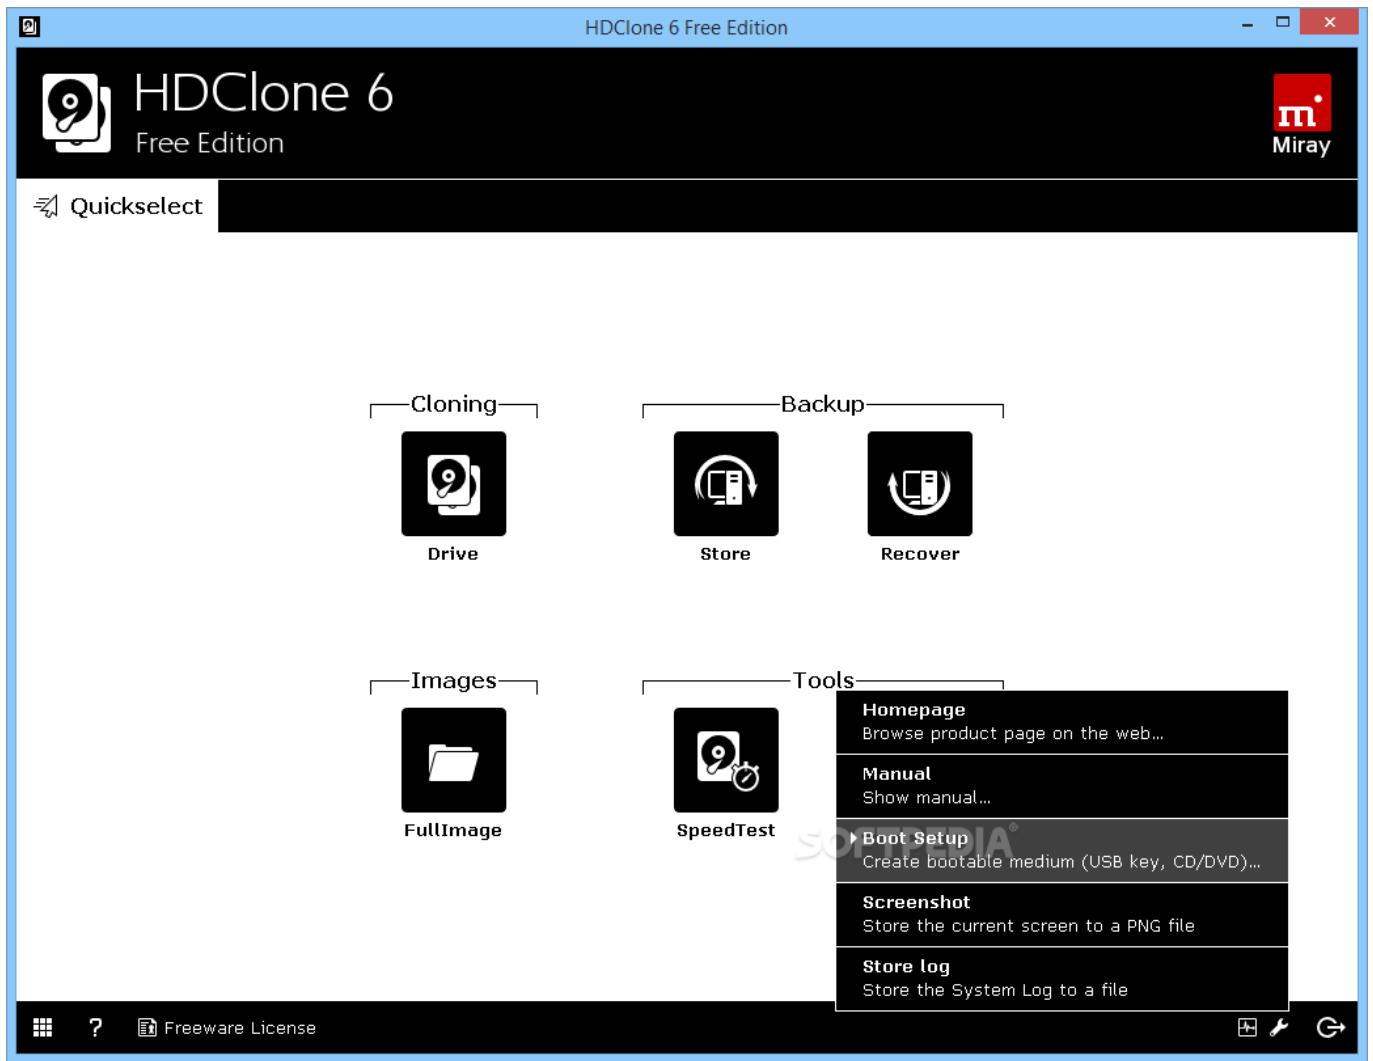 HDClone 6 Free Edition
HDClone 6
Free Edition
m
Miray
Quickselect
Cloning
Backup
Drive
Store
Recover
Images
Tools
FullImage
SpeedTest
Homepage
Browse product page on the web...
Manual
Show manual...
SOFTPEDIA®
Boot Setup
Create bootable medium (USB key, CD/DVD)...
Screenshot
Store the current screen to a PNG file
Store log
Store the System Log to a file
?
Freeware License